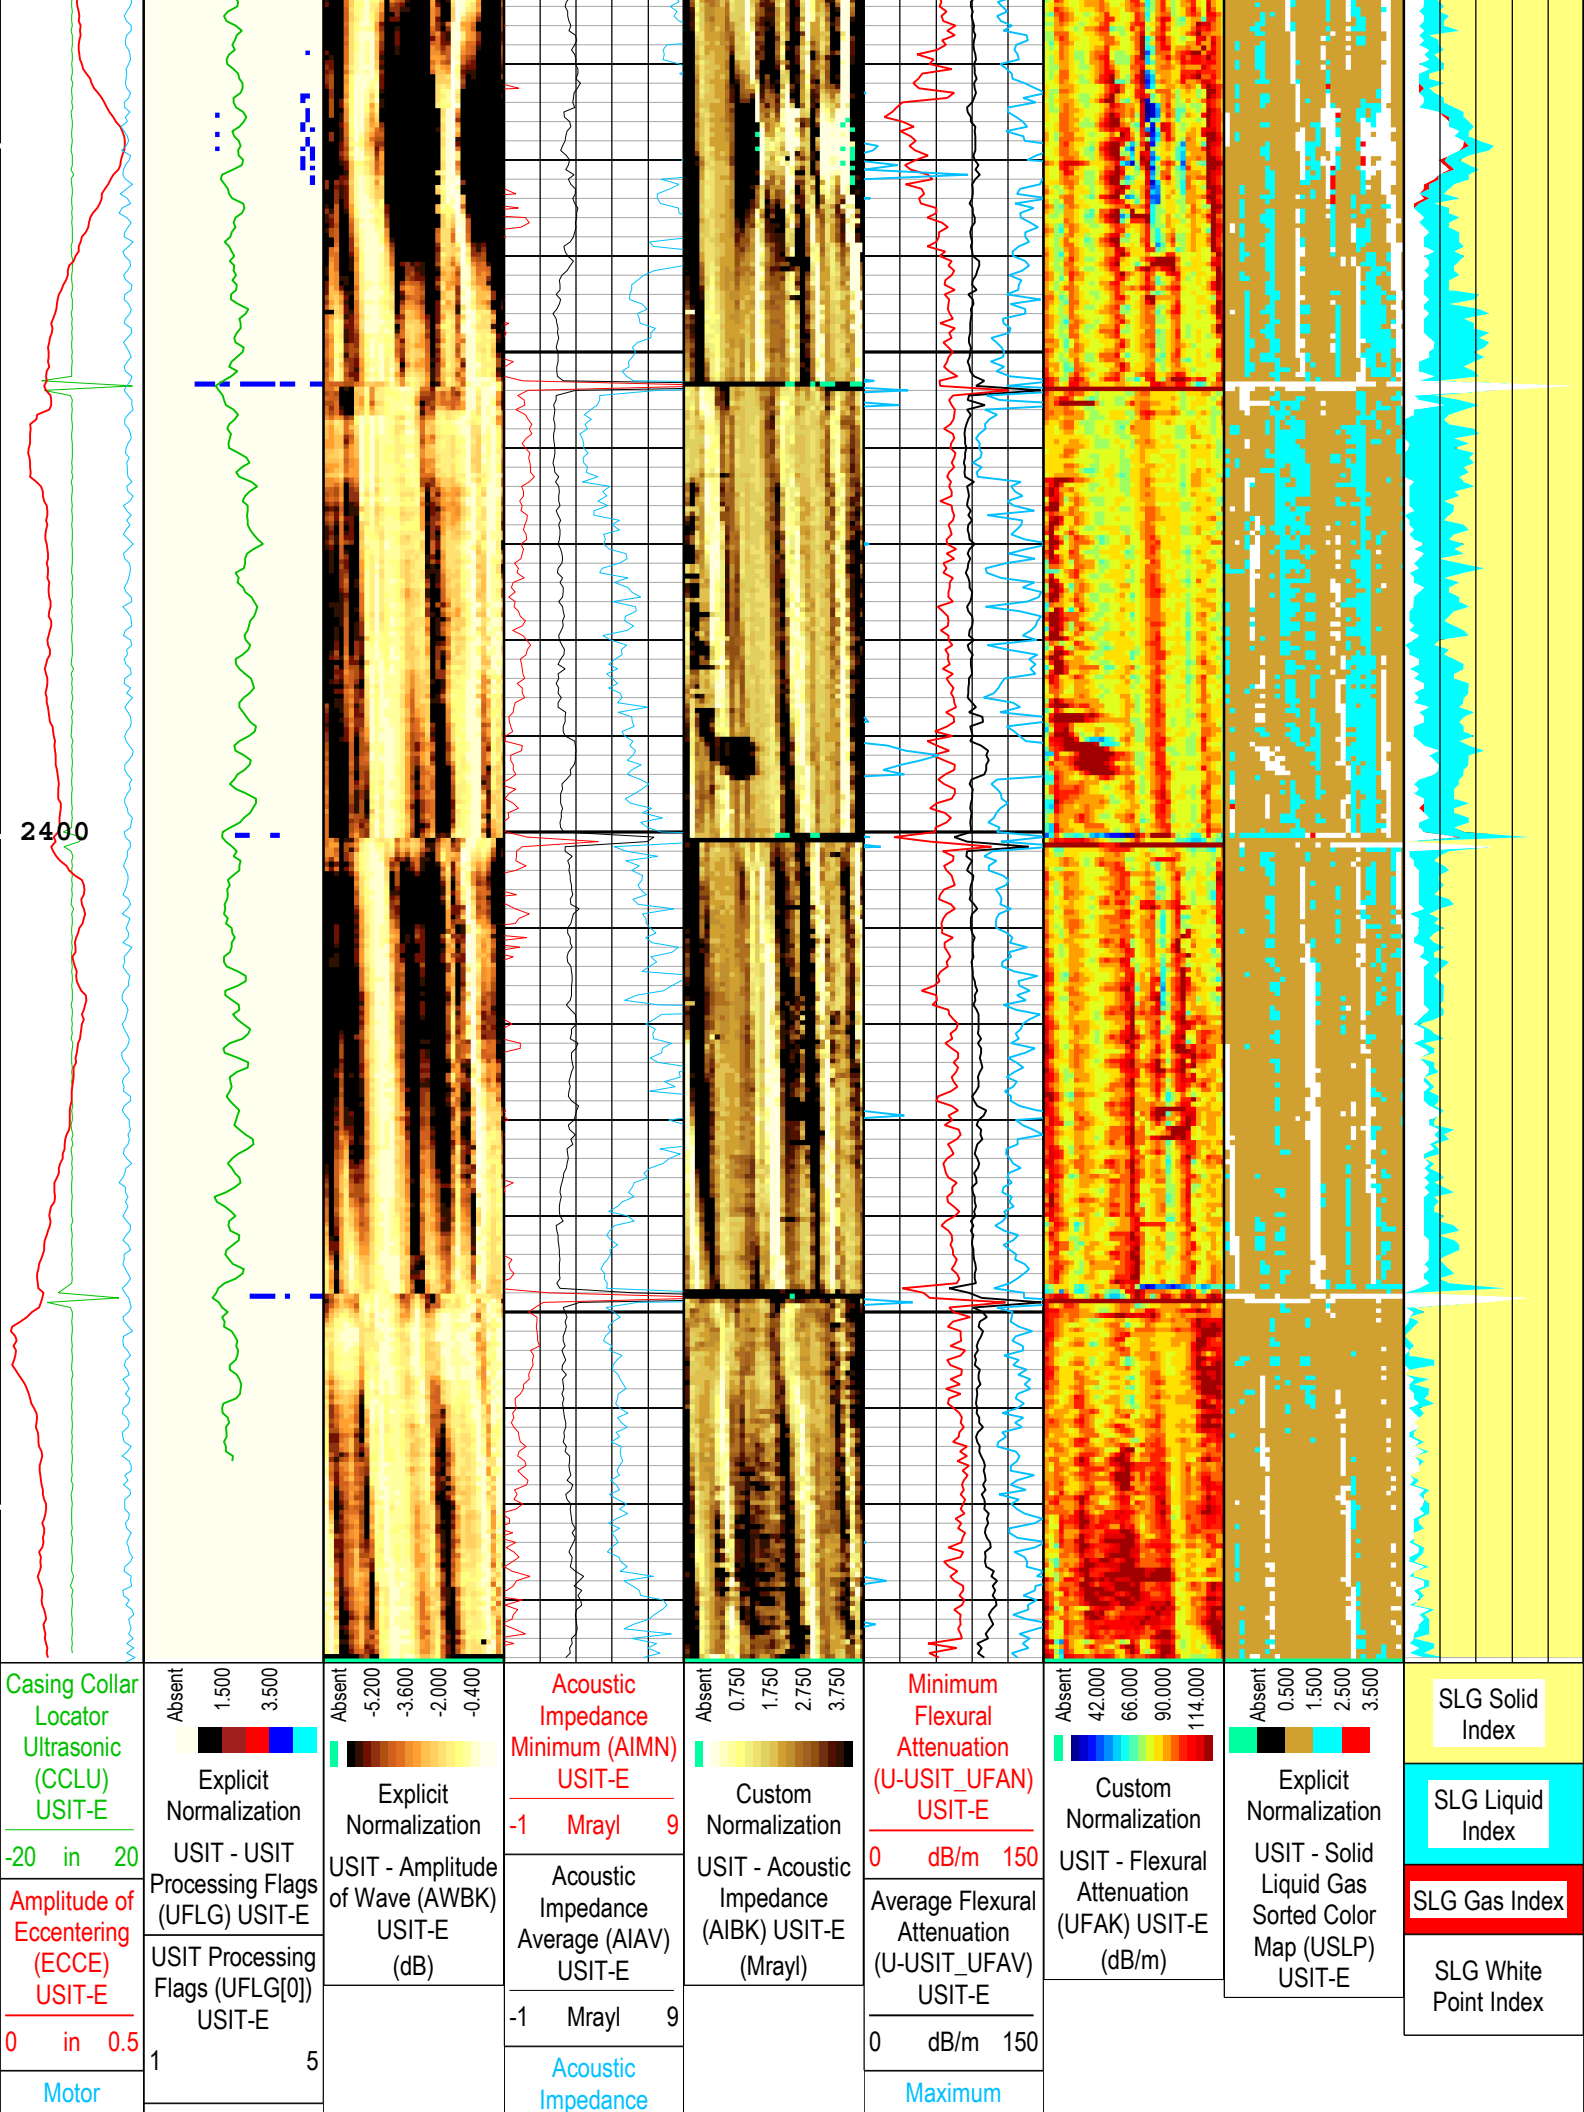 2400
Casing Collar
Locator
Ultrasonic
(CCLU)
USIT-E
-20 in 20
Amplitude of
Eccentering
(ECCE)
USIT-E
0 in 0.5
Motor
Absent
1.500
3.500
Explicit
Normalization
USIT - USIT
Processing Flags
(UFLG) USIT-E
USIT Processing
Flags (UFLG[0])
USIT-E
1 5
Absent
-5.200
-3.600
-2.000
-0.400
Explicit
Normalization
USIT - Amplitude
of Wave (AWBK)
USIT-E
(dB)
Acoustic
Impedance
Minimum (AIMN)
USIT-E
-1 Mrayl 9
Acoustic
Impedance
Average (AIAV)
USIT-E
-1 Mrayl 9
Acoustic
Impedance
Absent
0.750
1.750
2.750
3.750
Custom
Normalization
USIT - Acoustic
Impedance
(AIBK) USIT-E
(Mrayl)
Minimum
Flexural
Attenuation
(U-USIT_UFAN)
USIT-E
0 dB/m 150
Average Flexural
Attenuation
(U-USIT_UFAV)
USIT-E
0 dB/m 150
Maximum
Absent
42.000
66.000
90.000
114.000
Custom
Normalization
USIT - Flexural
Attenuation
(UFAK) USIT-E
(dB/m)
Absent
0.500
1.500
2.500
3.500
Explicit
Normalization
USIT - Solid
Liquid Gas
Sorted Color
Map (USLP)
USIT-E
SLG Solid
Index
SLG Liquid
Index
SLG Gas Index
SLG White
Point Index